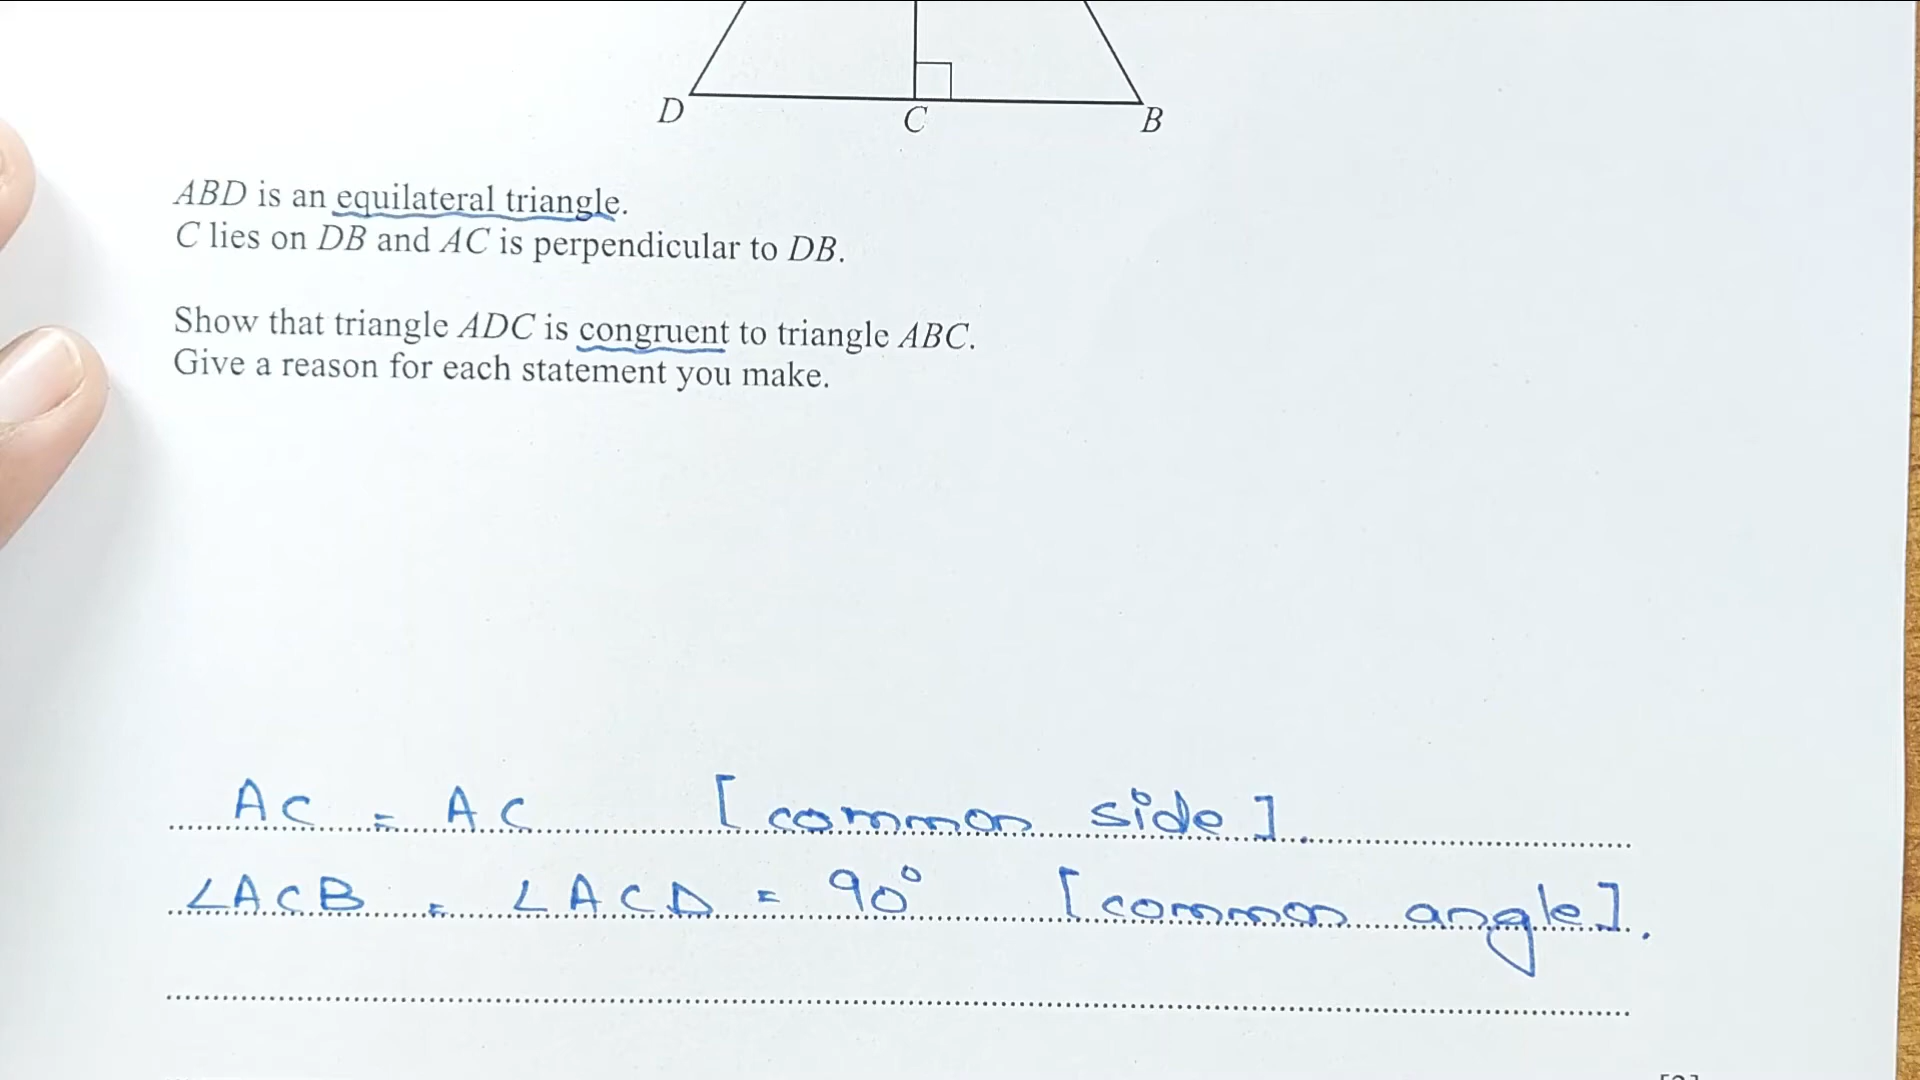 D
C
B
ABD is an equilateral triangle.
C lies on DB and AC is perpendicular to DB.
Show that triangle ADC is congruent to triangle ABC.
Give a reason for each statement you make.
AC = AC [common side].
∠ACB = ∠ACD = 90° [common angle].